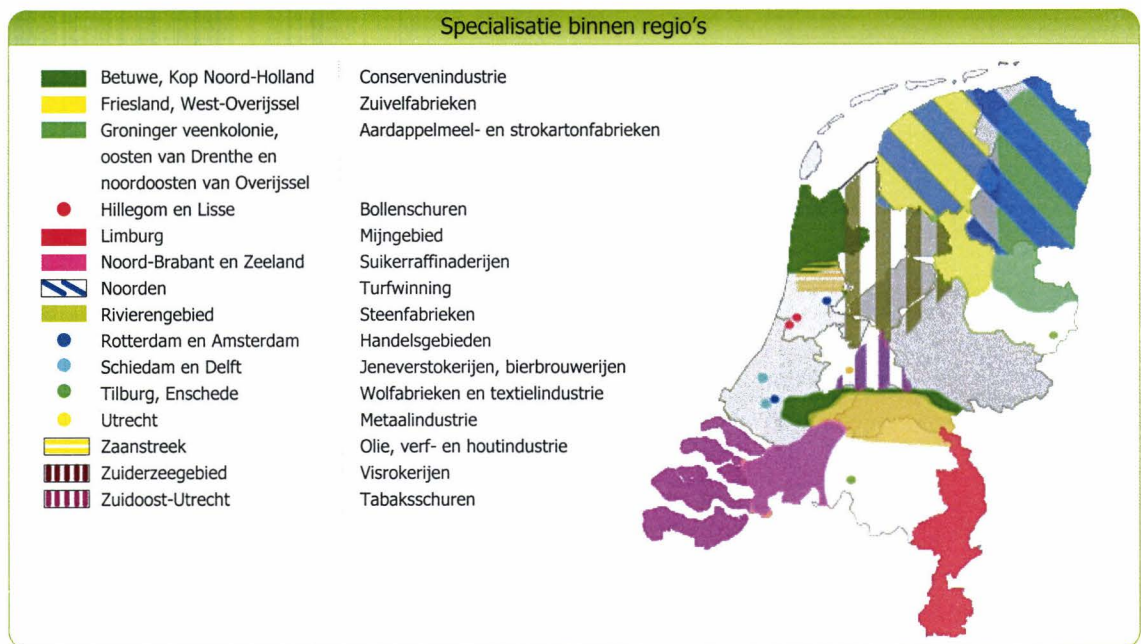 Specialisatie binnen regio's
Betuwe, Kop Noord-Holland Conservenindustrie
Friesland, West-Overijssel Zuivelfabrieken
Groninger veenkolonie, Aardappelmeel- en strokartonfabrieken
oosten van Drenthe en
noordoosten van Overijssel
Hillegom en Lisse Bollenschuren
Limburg Mijngebied
Noord-Brabant en Zeeland Suikerraffinaderijen
Noorden Turfwinning
Rivierengebied Steenfabrieken
Rotterdam en Amsterdam Handelsgebieden
Schiedam en Delft Jeneverstokerijen, bierbrouwerijen
Tilburg, Enschede Wolfabrieken en textielindustrie
Utrecht Metaalindustrie
Zaanstreek Olie, verf- en houtindustrie
Zuiderzeegebied Visrokerijen
Zuidoost-Utrecht Tabaksschuren